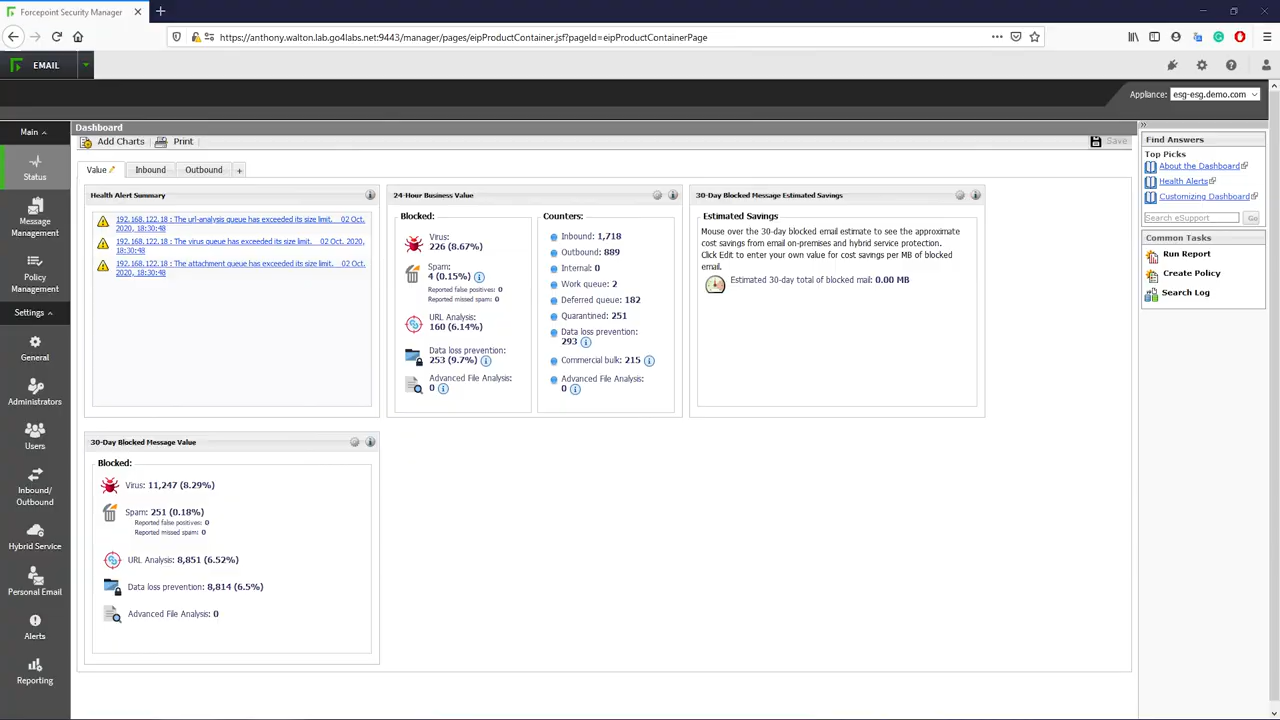 Forcepoint Security Manager
https://anthony.walton.lab.go4labs.net:9443/manager/pages/eipProductContainer.jsf?pageId=eipProductContainerPage
EMAIL
Appliance: esg-esg.demo.com
Main
Status
Message
Management
Policy
Management
Settings
General
Administrators
Users
Inbound/
Outbound
Hybrid Service
Personal Email
Alerts
Reporting
Dashboard
Add Charts
Print
Save
Value
Inbound
Outbound
+
Health Alert Summary
192.168.122.18 : The url-analysis queue has exceeded its size limit. 02 Oct.
2020, 18:30:48
192.168.122.18 : The virus queue has exceeded its size limit. 02 Oct. 2020,
18:30:48
192.168.122.18 : The attachment queue has exceeded its size limit. 02 Oct.
2020, 18:30:48
24-Hour Business Value
Blocked:
Virus:
226 (8.67%)
Spam:
4 (0.15%)
Reported false positives: 0
Reported missed spam: 0
URL Analysis:
160 (6.14%)
Data loss prevention:
253 (9.7%)
Advanced File Analysis:
0
Counters:
Inbound: 1,718
Outbound: 889
Internal: 0
Work queue: 2
Deferred queue: 182
Quarantined: 251
Data loss prevention:
293
Commercial bulk: 215
Advanced File Analysis:
0
30-Day Blocked Message Estimated Savings
Estimated Savings
Mouse over the 30-day blocked email estimate to see the approximate
cost savings from email on-premises and hybrid service protection.
Click Edit to enter your own value for cost savings per MB of blocked
email.
Estimated 30-day total of blocked mail: 0.00 MB
30-Day Blocked Message Value
Blocked:
Virus: 11,247 (8.29%)
Spam: 251 (0.18%)
Reported false positives: 0
Reported missed spam: 0
URL Analysis: 8,851 (6.52%)
Data loss prevention: 8,814 (6.5%)
Advanced File Analysis: 0
Find Answers
Top Picks
About the Dashboard
Health Alerts
Customizing Dashboard
Search eSupport
Go
Common Tasks
Run Report
Create Policy
Search Log